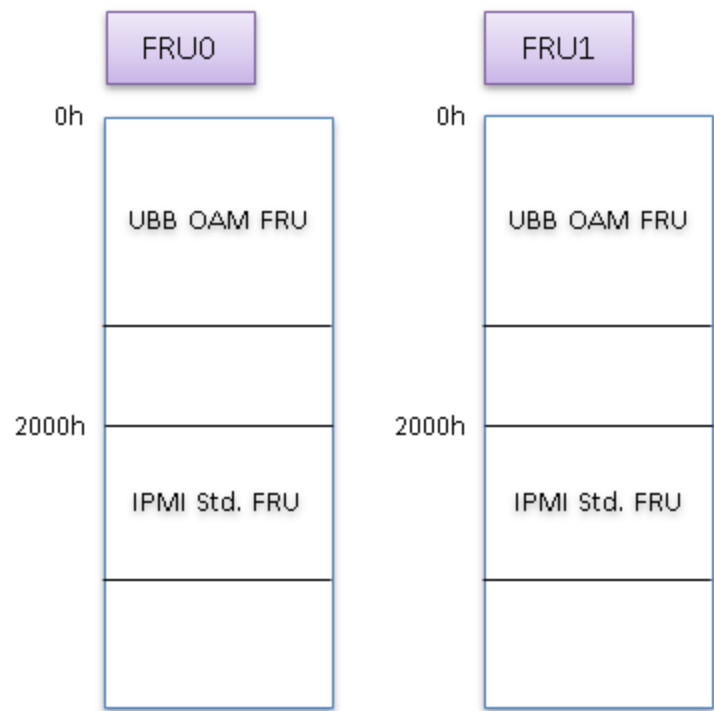 FRU0
FRU1
0h
0h
UBB OAM FRU
UBB OAM FRU
2000h
2000h
IPMI Std. FRU
IPMI Std. FRU